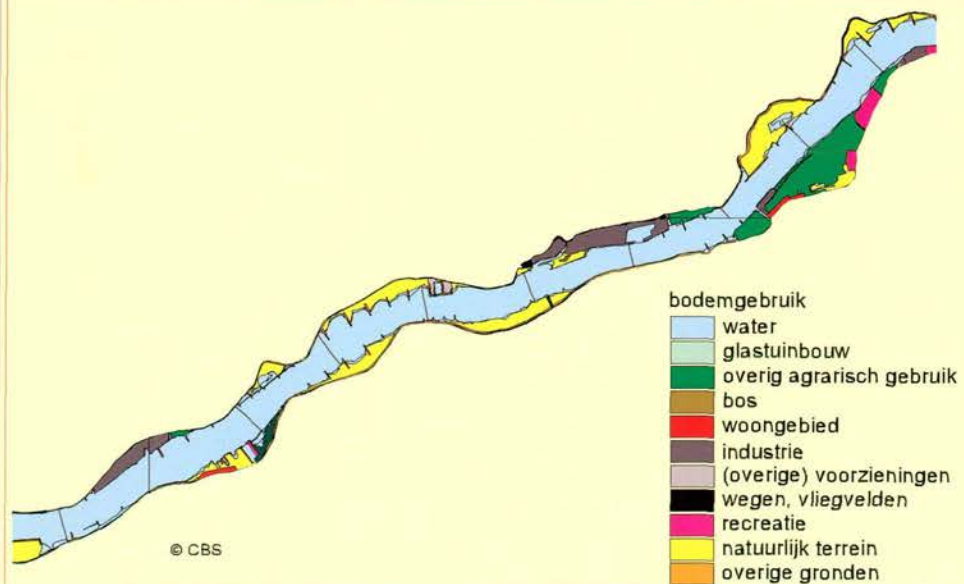 bodemgebruik
water
glastuinbouw
overig agrarisch gebruik
bos
woongebied
industrie
(overige) voorzieningen
wegen, vliegvelden
recreatie
natuurlijk terrein
overige gronden
© CBS